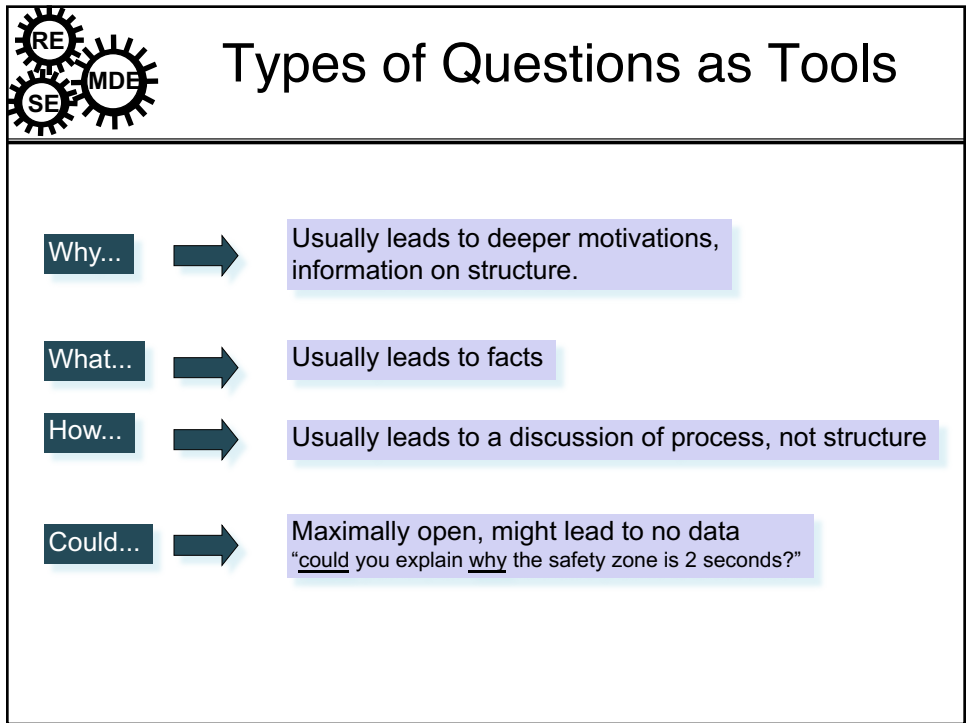 RE
MDE
SE
Types of Questions as Tools
Why...
Usually leads to deeper motivations,
information on structure.
What...
Usually leads to facts
How...
Usually leads to a discussion of process, not structure
Could...
Maximally open, might lead to no data
“could you explain why the safety zone is 2 seconds?”